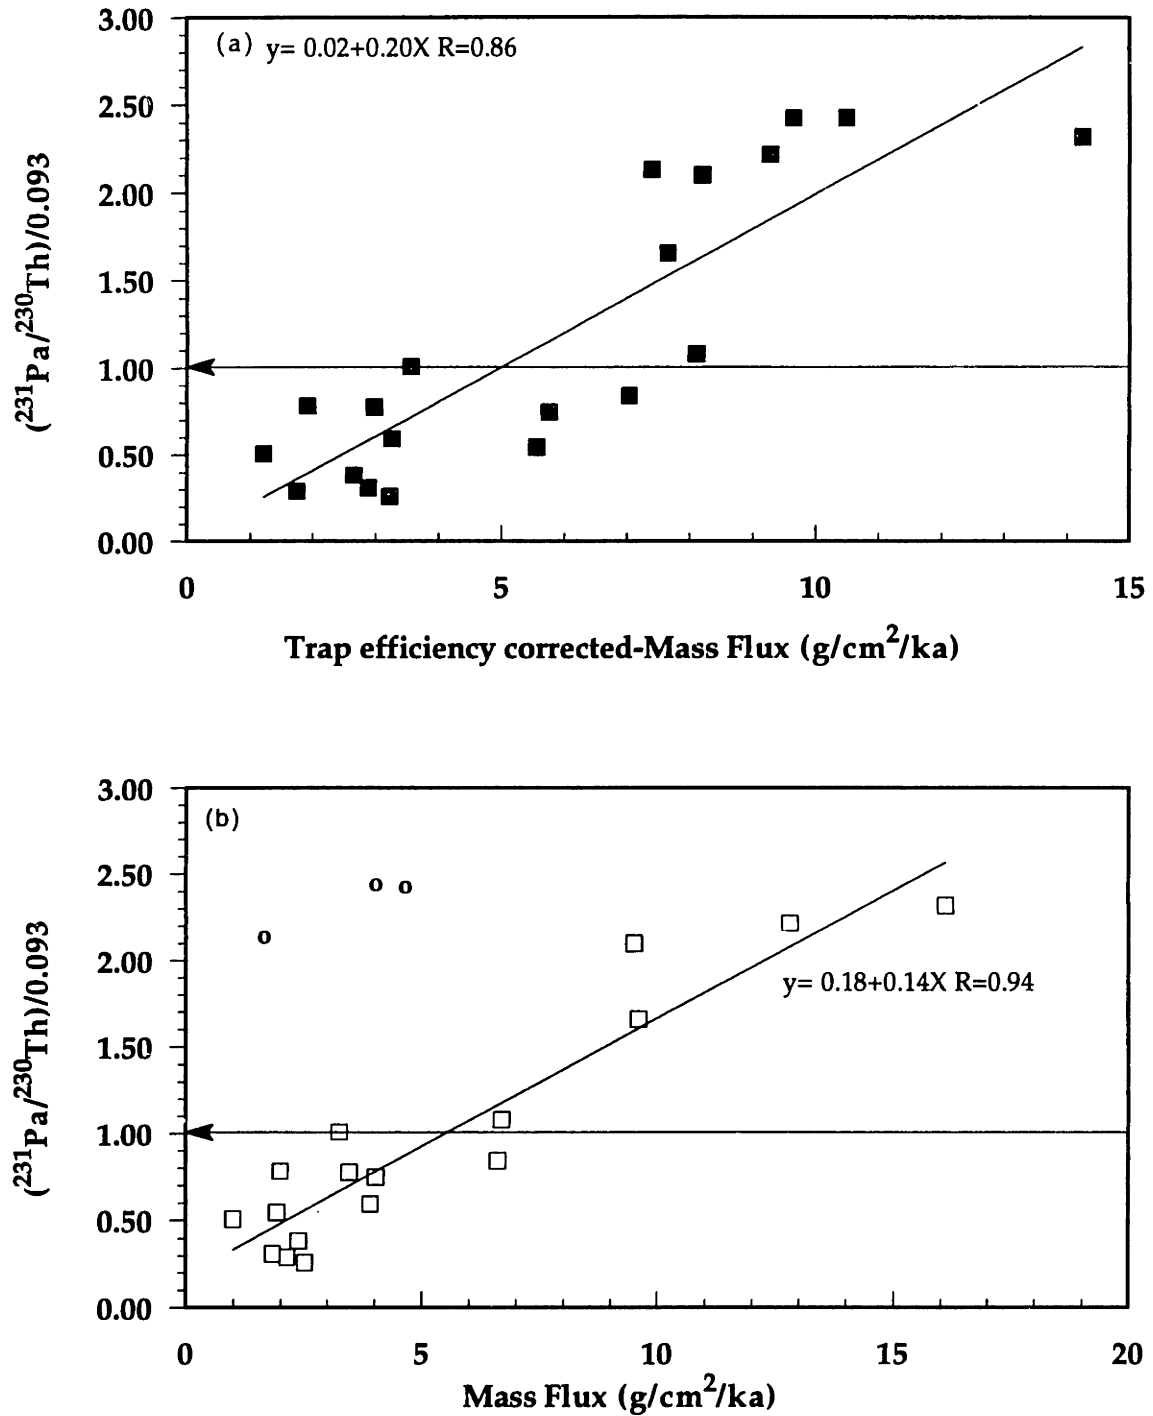 (a) y= 0.02+0.20X R=0.86
3.00
2.50
2.00
1.50
1.00
0.50
0.00
(²³¹Pa/²³⁰Th)/0.093
0 5 10 15
Trap efficiency corrected-Mass Flux (g/cm²/ka)
(b)
3.00
2.50
2.00
1.50
1.00
0.50
0.00
(²³¹Pa/²³⁰Th)/0.093
y= 0.18+0.14X R=0.94
0 5 10 15 20
Mass Flux (g/cm²/ka)